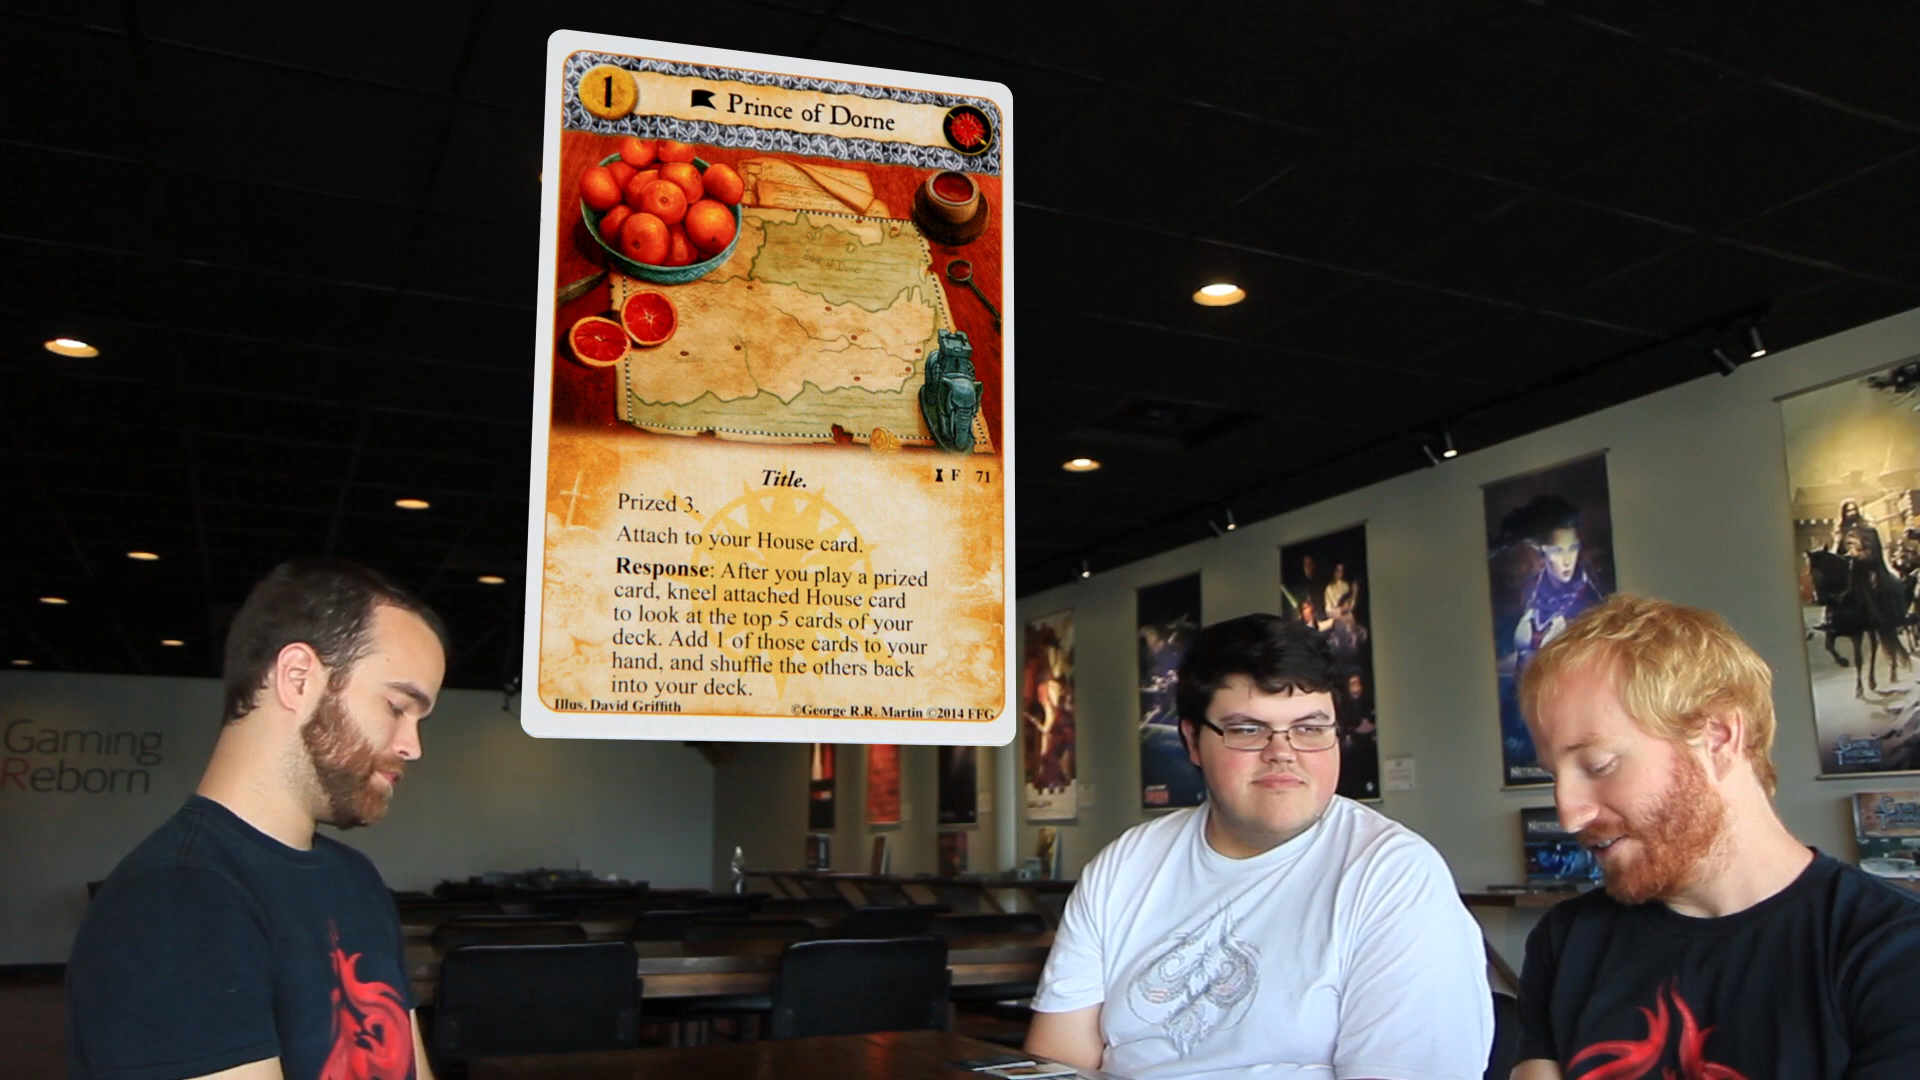 1
Prince of Dorne
Title.
F 71
Prized 3.
Attach to your House card.
Response: After you play a prized
card, kneel attached House card
to look at the top 5 cards of your
deck. Add 1 of those cards to your
hand, and shuffle the others back
into your deck.
Illus. David Griffith
©George R.R. Martin ©2014 FFG
Gaming
Reborn